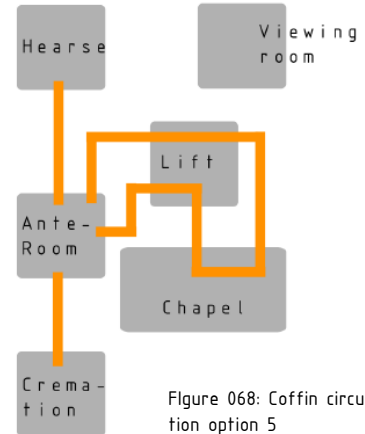 Hearse
Viewing
room
Lift
Ante-
Room
Chapel
Crema-
tion
FIgure 068: Coffin circu
tion option 5